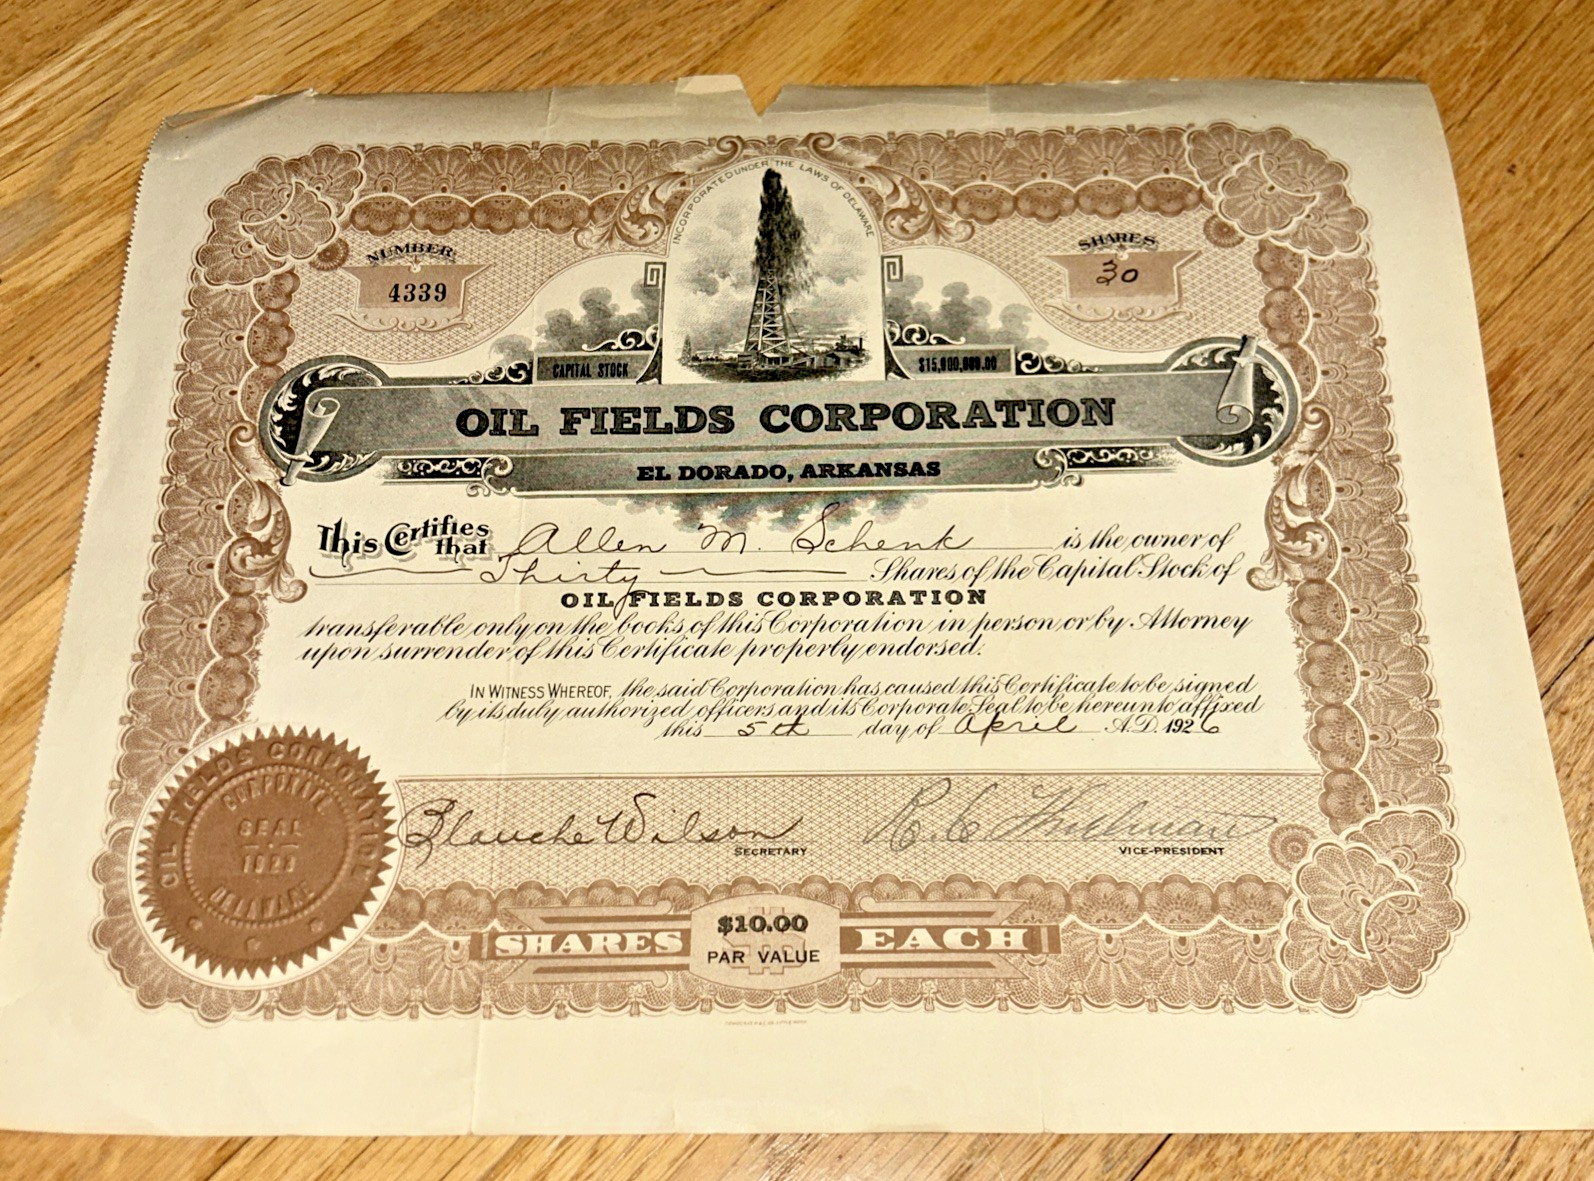 INCORPORATED UNDER THE LAWS OF DELAWARE
NUMBER
4339
SHARES
30
CAPITAL STOCK
$15,000,000.00
OIL FIELDS CORPORATION
EL DORADO, ARKANSAS
This Certifies that Allen M. Schenk is the owner of
Thirty Shares of the Capital Stock of
OIL FIELDS CORPORATION
transferable only on the books of this Corporation in person or by Attorney
upon surrender of this Certificate properly endorsed.
IN WITNESS WHEREOF, the said Corporation has caused this Certificate to be signed
by its duly authorized officers and its Corporate Seal to be hereunto affixed
this 5th day of April A.D. 1926
OIL FIELDS CORPORATION
CORPORATE
SEAL
DELAWARE
Blanche Wilson
SECRETARY
R. C.
VICE-PRESIDENT
SHARES $10.00 EACH
PAR VALUE